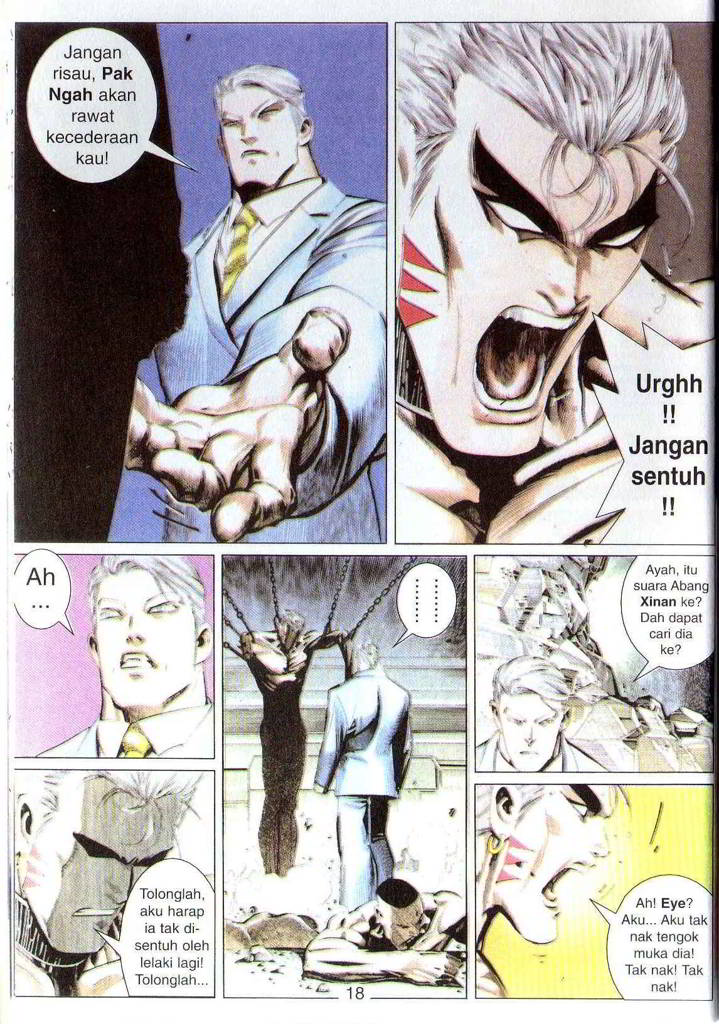 Jangan
risau, Pak
Ngah akan
rawat
kecederaan
kau!
Urghh
!!
Jangan
sentuh
!!
Ah
...
Tolonglah,
aku harap
ia tak di-
sentuh oleh
lelaki lagi!
Tolonglah...
Ayah, itu
suara Abang
Xinan ke?
Dah dapat
cari dia
ke?
Ah! Eye?
Aku... Aku tak
nak tengok
muka dia!
Tak nak! Tak
nak!
18